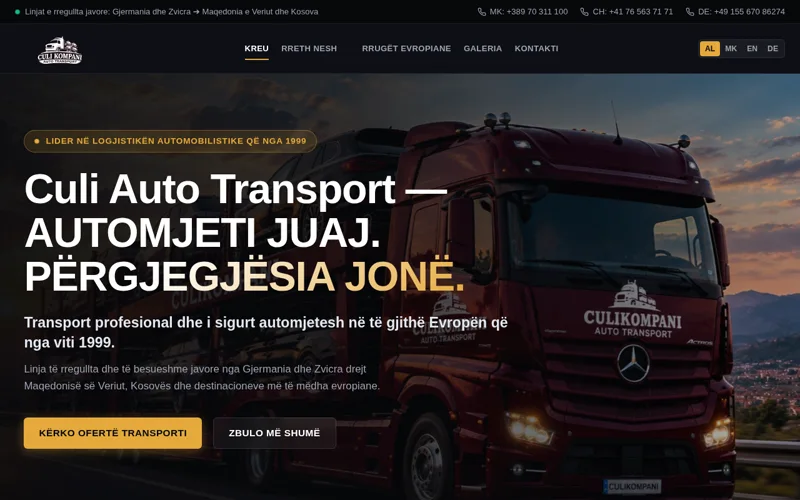 Linjat e rregullta javore: Gjermania dhe Zvicra ➔ Maqedonia e Veriut dhe Kosova
MK: +389 70 311 100
CH: +41 76 563 71 71
DE: +49 155 670 86274
CULI KOMPANI
AUTO TRANSPORT
KREU
RRETH NESH
RRUGËT EVROPIANE
GALERIA
KONTAKTI
AL
MK
EN
DE
LIDER NË LOGJISTIKËN AUTOMOBILISTIKE QË NGA 1999
Culi Auto Transport —
AUTOMJETI JUAJ.
PËRGJEGJËSIA JONË.
Transport profesional dhe i sigurt automjetesh në të gjithë Evropën që
nga viti 1999.
Linja të rregullta dhe të besueshme javore nga Gjermania dhe Zvicra drejt
Maqedonisë së Veriut, Kosovës dhe destinacioneve më të mëdha evropiane.
KËRKO OFERTË TRANSPORTI
ZBULO MË SHUMË
CULIKOMPANI
AUTO TRANSPORT
ACTROS
CULIKOMPANI